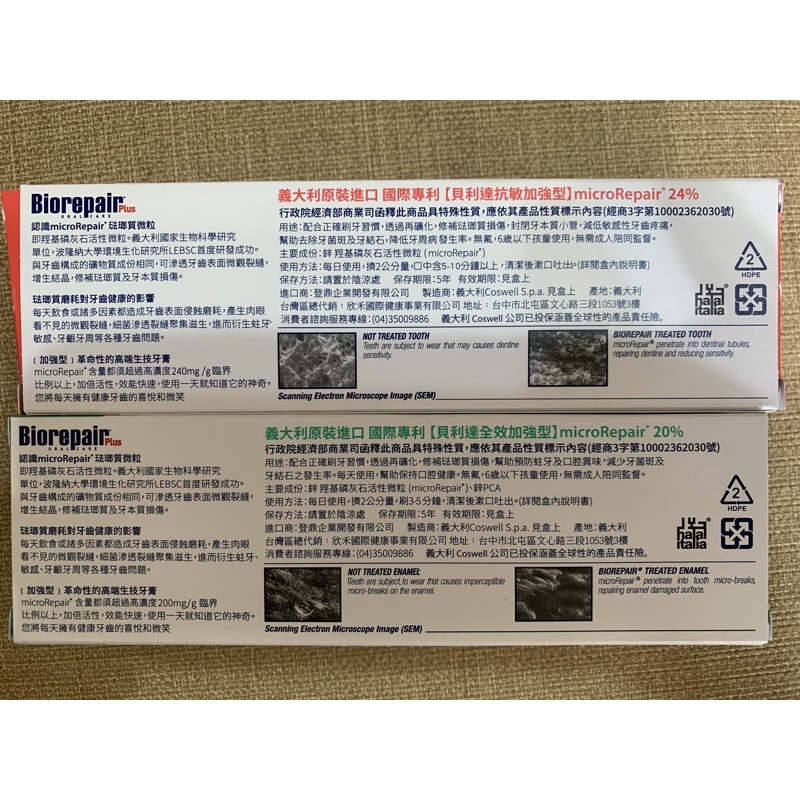 Biorepair Plus
ORAL CARE
認識microRepair® 琺瑯質微粒
即羥基磷灰石活性微粒。義大利國家生物科學研究
單位，波隆納大學環境生化研究所LEBSC首度研發成功。
與牙齒構成的礦物質成份相同，可滲透牙齒表面微觀裂縫，
增生結晶，修補琺瑯質及牙本質損傷。
琺瑯質磨耗對牙齒健康的影響
每天飲食或諸多因素都造成牙齒表面侵蝕磨耗，產生肉眼
看不見的微觀裂縫，細菌滲透裂縫聚集滋生，進而衍生蛀牙、
敏感、牙齦牙周等各種牙齒問題。
［加強型］革命性的高端生技牙膏
microRepair® 含量都須超過高濃度240mg/g 臨界
比例以上，加倍活性，效能快速，使用一天就知道它的神奇。
您將每天擁有健康牙齒的喜悅和微笑
義大利原裝進口 國際專利【貝利達抗敏加強型】microRepair® 24%
行政院經濟部商業司函釋此商品具特殊性質，應依其產品性質標示內容(經商3字第10002362030號)
用途：配合正確刷牙習慣，透過再礦化，修補琺瑯質損傷，封閉牙本質小管，減低敏感性牙齒疼痛，
幫助去除牙菌斑及牙結石，降低牙周病發生率。無氟，6歲以下孩童使用，無需成人陪同監督。
主要成份：鋅 羥基磷灰石活性微粒 (microRepair®)
使用方法：每日使用，擠2公分量，口中含5-10分鐘以上，清潔後漱口吐出。(詳閱盒內說明書)
保存方法：請置於陰涼處　保存期限：5年　有效期限：見盒上
進口商：登鼎企業開發有限公司　製造商：義大利Coswell S.p.a. 見盒上　產地：義大利
台灣區總代銷：欣禾國際健康事業有限公司 地址：台中市北屯區文心路三段1053號3樓
消費者諮詢服務專線：(04)35009886　義大利 Coswell 公司已投保涵蓋全球性的產品責任險。
2
HDPE
halal
italia
NOT TREATED TOOTH
Teeth are subject to wear that may causes dentine
sensitivity.
BIOREPAIR TREATED TOOTH
microRepair® penetrate into dentinal tubules,
repairing dentine and reducing sensitivity.
Scanning Electron Microscope Image (SEM)
Biorepair Plus
ORAL CARE
認識microRepair® 琺瑯質微粒
即羥基磷灰石活性微粒。義大利國家生物科學研究
單位，波隆納大學環境生化研究所LEBSC首度研發成功。
與牙齒構成的礦物質成份相同，可滲透牙齒表面微觀裂縫，
增生結晶，修補琺瑯質及牙本質損傷。
琺瑯質磨耗對牙齒健康的影響
每天飲食或諸多因素都造成牙齒表面侵蝕磨耗，產生肉眼
看不見的微觀裂縫，細菌滲透裂縫聚集滋生，進而衍生蛀牙、
敏感、牙齦牙周等各種牙齒問題。
［加強型］革命性的高端生技牙膏
microRepair® 含量都須超過高濃度200mg/g 臨界
比例以上，加倍活性，效能快速，使用一天就知道它的神奇。
您將每天擁有健康牙齒的喜悅和微笑
義大利原裝進口 國際專利【貝利達全效加強型】microRepair® 20%
行政院經濟部商業司函釋此商品具特殊性質，應依其產品性質標示內容(經商3字第10002362030號)
用途：配合正確刷牙習慣，透過再礦化，修補琺瑯質損傷，幫助預防蛀牙及口腔異味，減少牙菌斑及
牙結石之發生率。每天使用，幫助保持口腔健康。無氟，6歲以下孩童使用，無需成人陪同監督。
主要成份：鋅 羥基磷灰石活性微粒 (microRepair®)、鋅PCA
使用方法：每日使用，擠2公分量，刷3-5分鐘，清潔後漱口吐出。(詳閱盒內說明書)
保存方法：請置於陰涼處　保存期限：5年　有效期限：見盒上
進口商：登鼎企業開發有限公司　製造商：義大利Coswell S.p.a. 見盒上　產地：義大利
台灣區總代銷：欣禾國際健康事業有限公司 地址：台中市北屯區文心路三段1053號3樓
消費者諮詢服務專線：(04)35009886　義大利 Coswell 公司已投保涵蓋全球性的產品責任險。
2
HDPE
halal
italia
NOT TREATED ENAMEL
Teeth are subject to wear that causes imperceptible
micro-breaks on the enamel.
BIOREPAIR® TREATED ENAMEL
microRepair® penetrate into tooth micro-breaks,
repairing enamel damaged surface.
Scanning Electron Microscope Image (SEM)